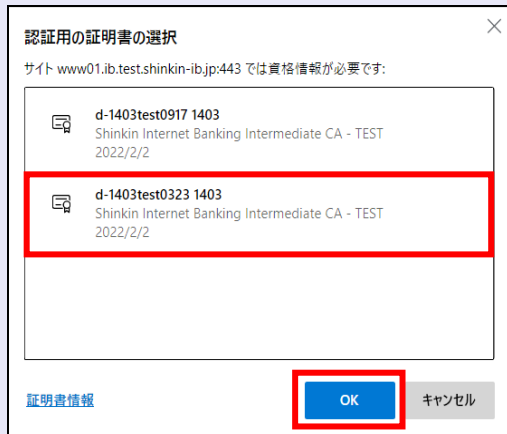 認証用の証明書の選択
サイト www01.ib.test.shinkin-ib.jp:443 では資格情報が必要です:
d-1403test0917 1403
Shinkin Internet Banking Intermediate CA - TEST
2022/2/2
d-1403test0323 1403
Shinkin Internet Banking Intermediate CA - TEST
2022/2/2
証明書情報
OK
キャンセル